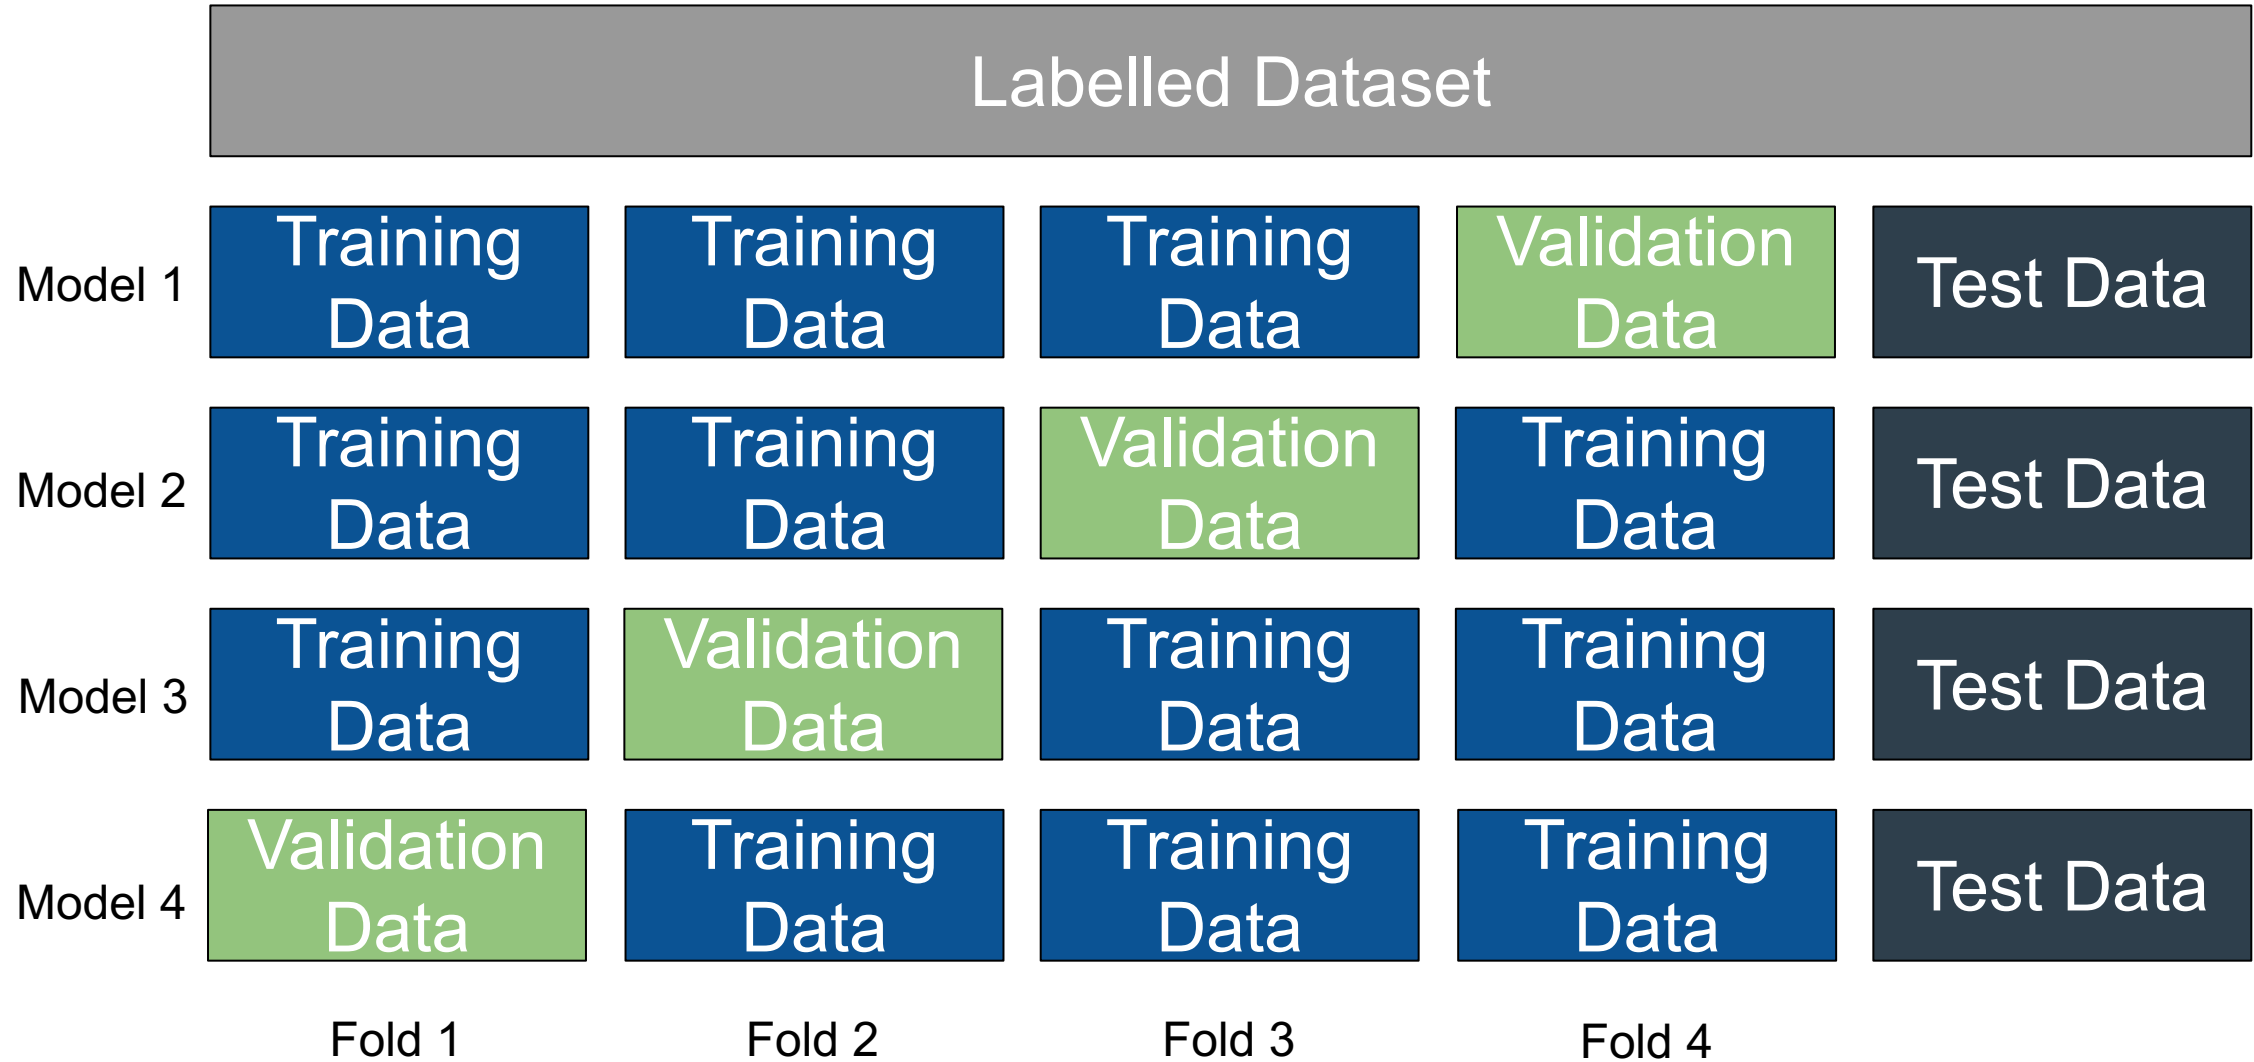 Labelled Dataset
Model 1
Training
Data
Training
Data
Training
Data
Validation
Data
Test Data
Model 2
Training
Data
Training
Data
Validation
Data
Training
Data
Test Data
Model 3
Training
Data
Validation
Data
Training
Data
Training
Data
Test Data
Model 4
Validation
Data
Training
Data
Training
Data
Training
Data
Test Data
Fold 1
Fold 2
Fold 3
Fold 4